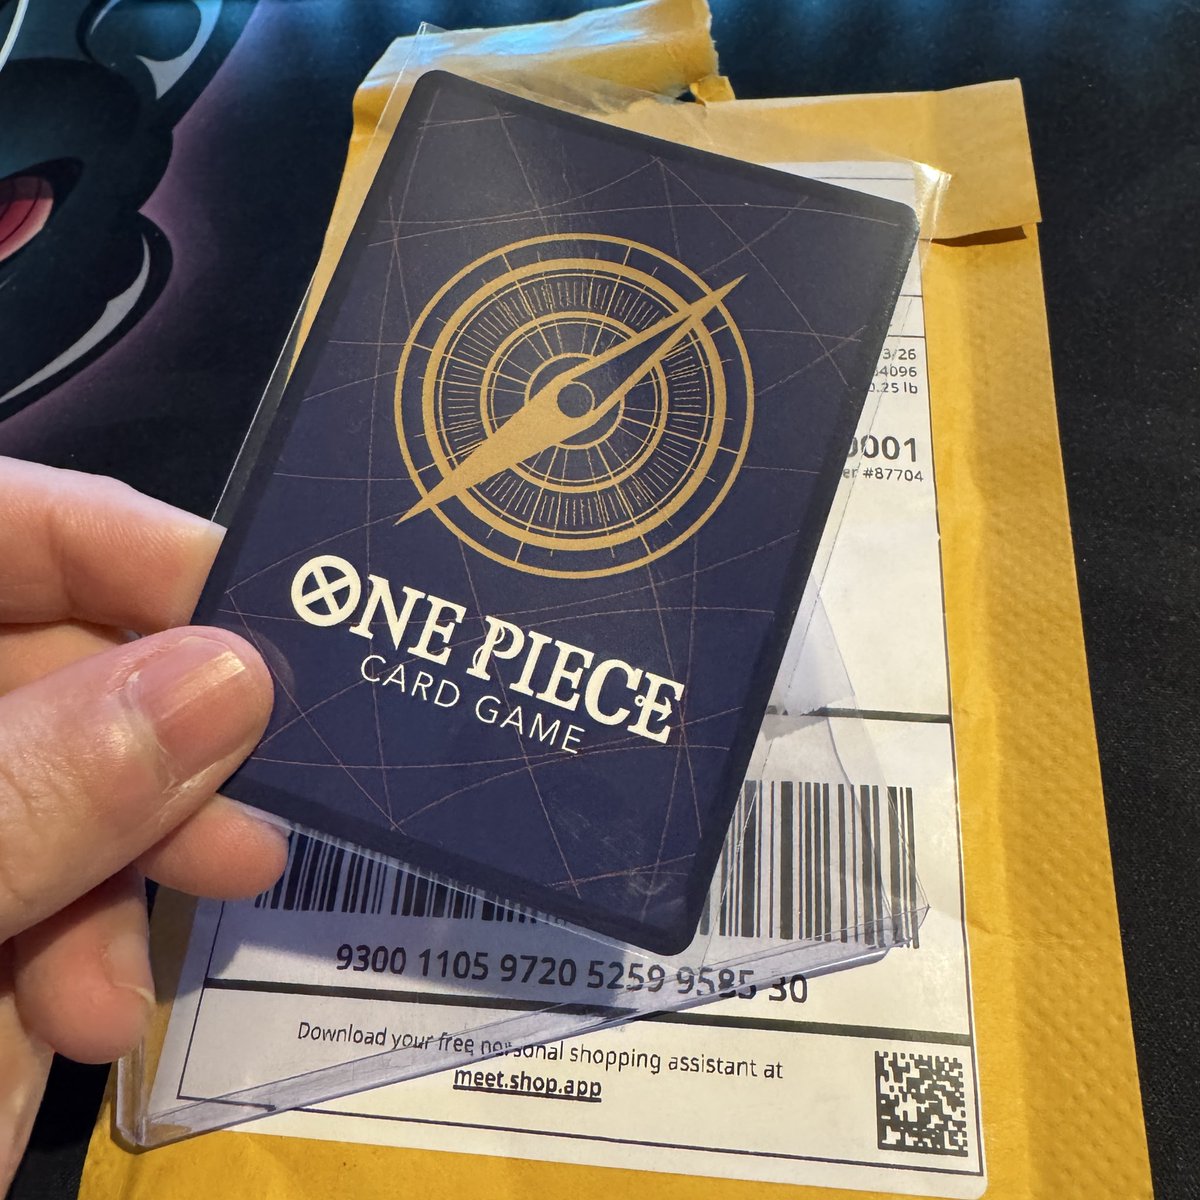 3/26
4096
0.25 lb
0001
er #87704
ONE PIECE
CARD GAME
9300 1105 9720 5259 9585 30
Download your free personal shopping assistant at
meet.shop.app